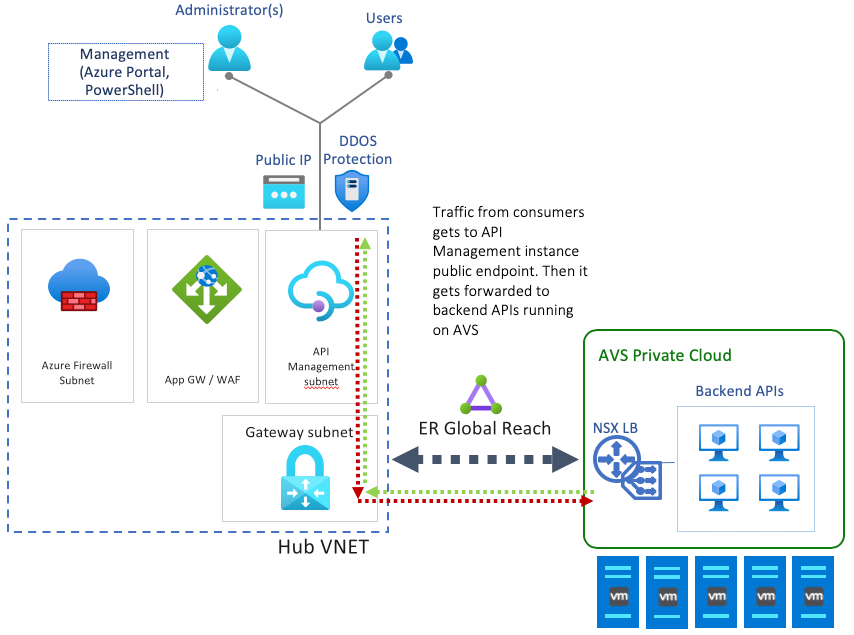 Administrator(s)
Users
Management
(Azure Portal,
PowerShell)
Public IP
DDOS
Protection
Traffic from consumers
gets to API
Management instance
public endpoint. Then it
gets forwarded to
backend APIs running
on AVS
Azure Firewall
Subnet
App GW / WAF
API
Management
subnet
Gateway subnet
Hub VNET
ER Global Reach
AVS Private Cloud
Backend APIs
NSX LB
vm
vm
vm
vm
vm